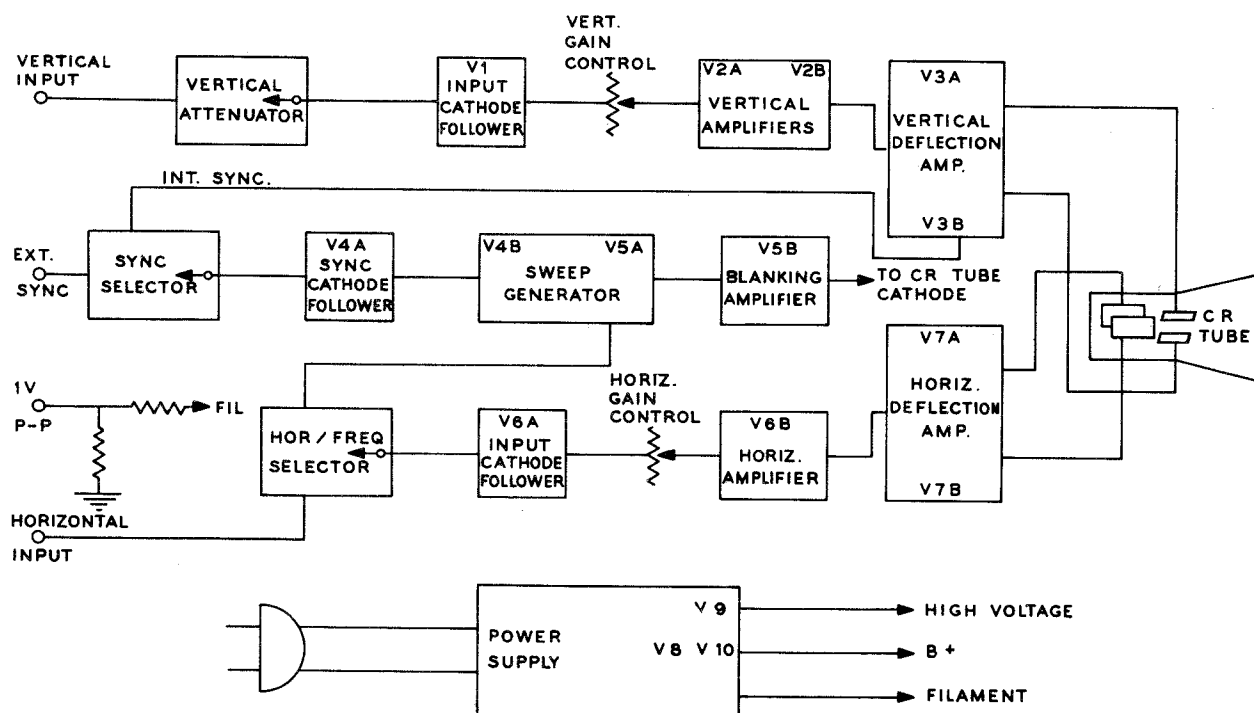 VERTICAL
INPUT
VERTICAL
ATTENUATOR
V1
INPUT
CATHODE
FOLLOWER
VERT.
GAIN
CONTROL
V2A V2B
VERTICAL
AMPLIFIERS
V3A
VERTICAL
DEFLECTION
AMP.
V3B
INT. SYNC.
EXT.
SYNC
SYNC
SELECTOR
V4A
SYNC
CATHODE
FOLLOWER
V4B V5A
SWEEP
GENERATOR
V5B
BLANKING
AMPLIFIER
TO CR TUBE
CATHODE
CR
TUBE
1V
P-P
FIL
HOR / FREQ
SELECTOR
V6A
INPUT
CATHODE
FOLLOWER
HORIZ.
GAIN
CONTROL
V6B
HORIZ.
AMPLIFIER
V7A
HORIZ.
DEFLECTION
AMP.
V7B
HORIZONTAL
INPUT
POWER
SUPPLY
V9
V8 V10
HIGH VOLTAGE
B+
FILAMENT